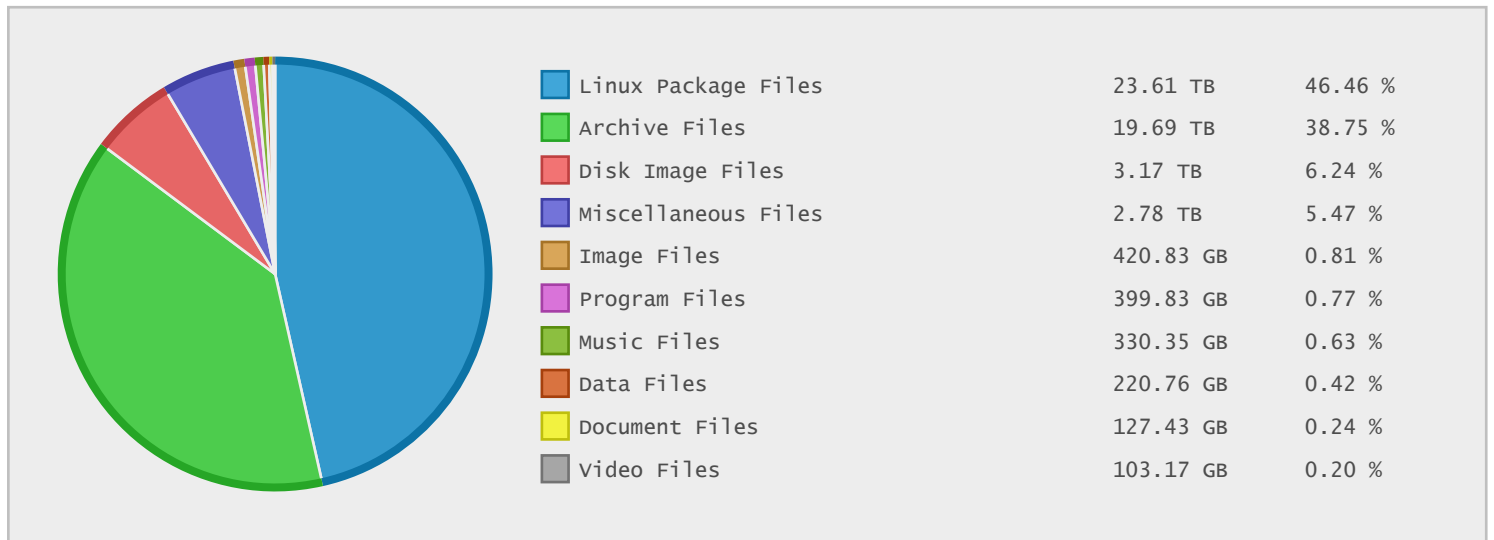 Linux Package Files 23.61 TB 46.46 %
Archive Files 19.69 TB 38.75 %
Disk Image Files 3.17 TB 6.24 %
Miscellaneous Files 2.78 TB 5.47 %
Image Files 420.83 GB 0.81 %
Program Files 399.83 GB 0.77 %
Music Files 330.35 GB 0.63 %
Data Files 220.76 GB 0.42 %
Document Files 127.43 GB 0.24 %
Video Files 103.17 GB 0.20 %